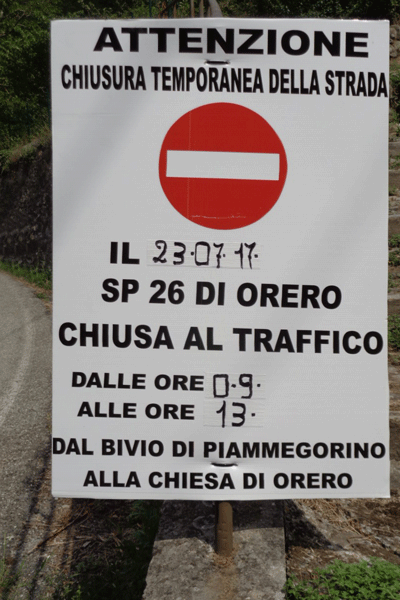 ATTENZIONE
CHIUSURA TEMPORANEA DELLA STRADA
IL 23.07.17.
SP 26 DI ORERO
CHIUSA AL TRAFFICO
DALLE ORE 0.9.
ALLE ORE 13.
DAL BIVIO DI PIAMMEGORINO
ALLA CHIESA DI ORERO